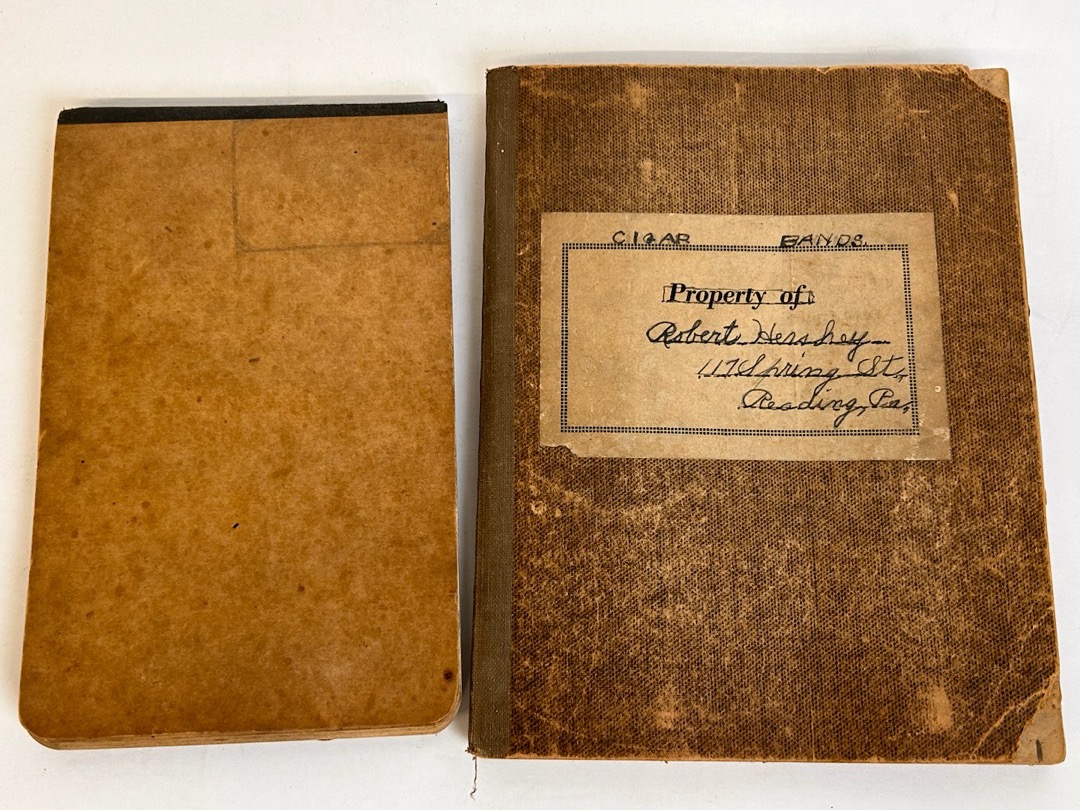 CIGAR BANDS.
Property of
Robert Hershey
117 Spring St.,
Reading, Pa.